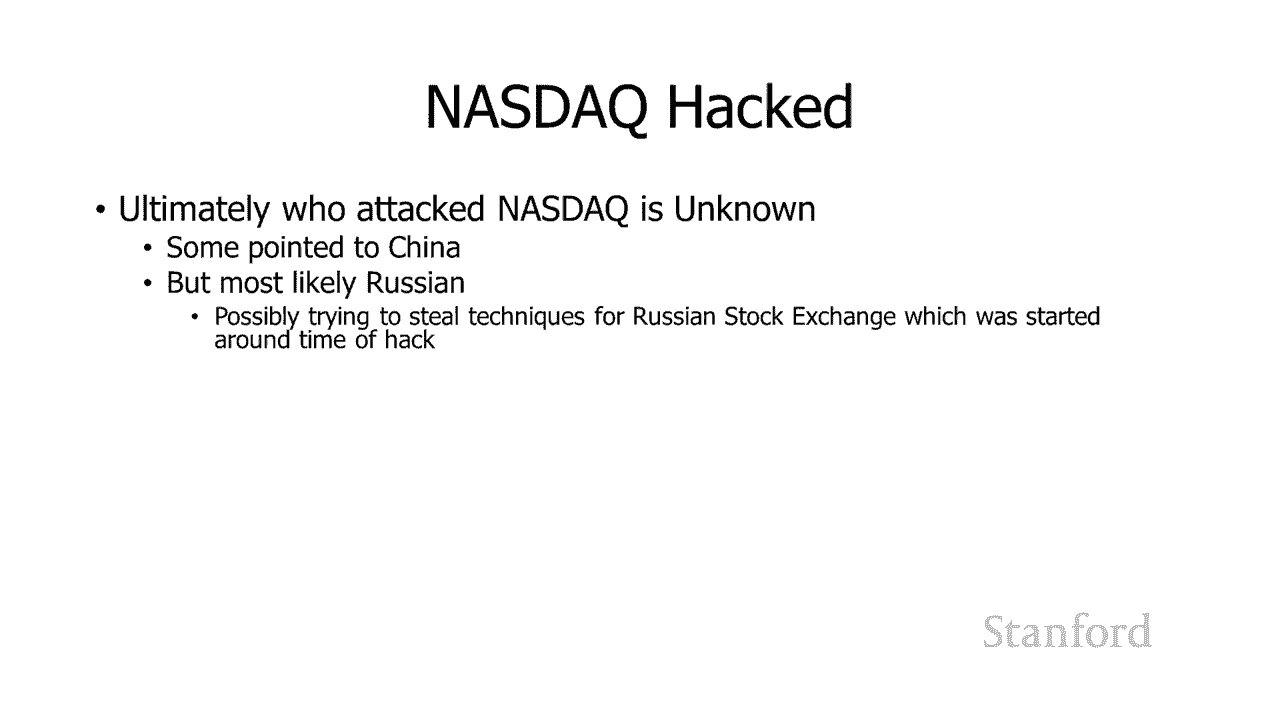 NASDAQ Hacked
• Ultimately who attacked NASDAQ is Unknown
• Some pointed to China
• But most likely Russian
• Possibly trying to steal techniques for Russian Stock Exchange which was started
around time of hack
Stanford